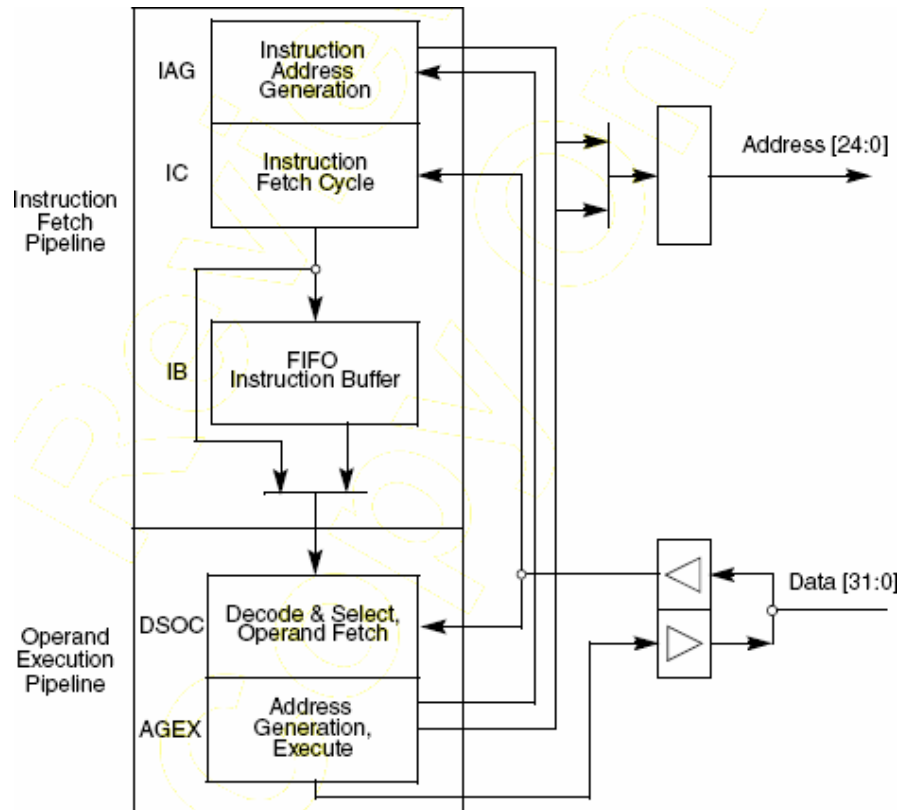 IAG
Instruction
Address
Generation
IC
Instruction
Fetch Cycle
Instruction
Fetch
Pipeline
Address [24:0]
IB
FIFO
Instruction Buffer
DSOC
Decode & Select,
Operand Fetch
Data [31:0]
Operand
Execution
Pipeline
AGEX
Address
Generation,
Execute